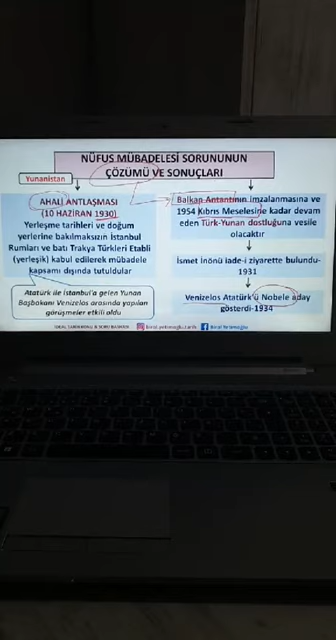 NÜFUS MÜBADELESİ SORUNUNUN
ÇÖZÜMÜ VE SONUÇLARI
Yunanistan
AHALİ ANTLAŞMASI
(10 HAZİRAN 1930)
Yerleşme tarihleri ve doğum
yerlerine bakılmaksızın İstanbul
Rumları ve batı Trakya Türkleri Etabli
(yerleşik) kabul edilerek mübadele
kapsamı dışında tutuldular
Atatürk ile İstanbul'a gelen Yunan
Başbakanı Venizelos arasında yapılan
görüşmeler etkili oldu
Balkan Antantının imzalanmasına ve
1954 Kıbrıs Meselesine kadar devam
eden Türk-Yunan dostluğuna vesile
olacaktır
İsmet İnönü iade-i ziyarette bulundu-
1931
Venizelos Atatürk'ü Nobele aday
gösterdi-1934